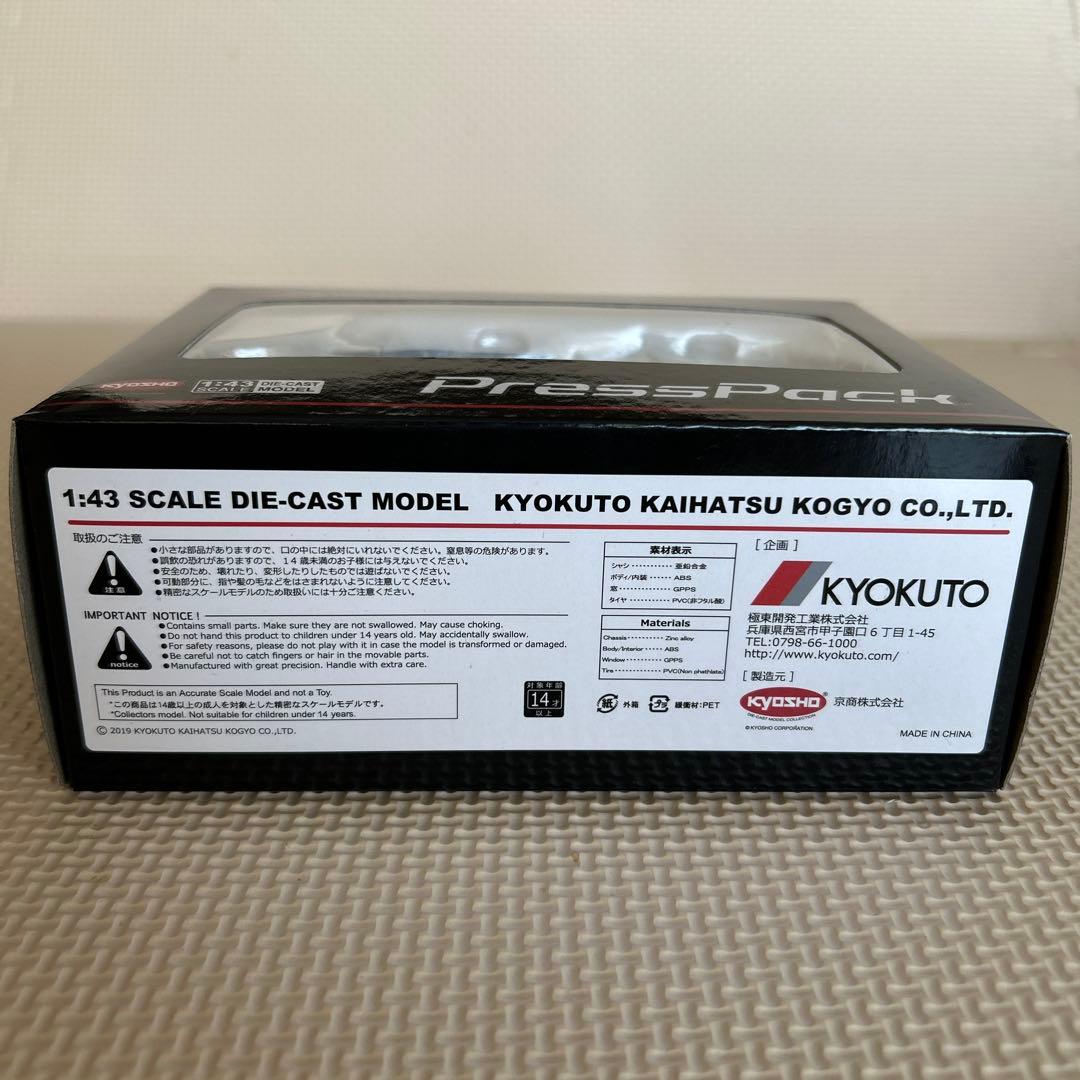 KYOSHO
1:43 SCALE DIE-CAST MODEL
PressPack
1:43 SCALE DIE-CAST MODEL KYOKUTO KAIHATSU KOGYO CO.,LTD.
取扱のご注意
注意
●小さな部品がありますので、口の中には絶対にいれないでください。窒息等の危険があります。
●誤飲の恐れがありますので、14歳未満のお子様には与えないでください。
●安全のため、壊れたり、変形したりしたものでは遊ばないでください。
●可動部分に、指や髪の毛などをはさまれないように注意してください。
●精密なスケールモデルのため取扱いには十分ご注意ください。
IMPORTANT NOTICE!
notice
●Contains small parts. Make sure they are not swallowed. May cause choking.
●Do not hand this product to children under 14 years old. May accidentally swallow.
●For safety reasons, please do not play with it in case the model is transformed or damaged.
●Be careful not to catch fingers or hair in the movable parts.
●Manufactured with great precision. Handle with extra care.
This Product is an Accurate Scale Model and not a Toy.
*この商品は14歳以上の成人を対象とした精密なスケールモデルです。
*Collectors model. Not suitable for children under 14 years.
© 2019 KYOKUTO KAIHATSU KOGYO CO.,LTD.
対象年齢
14才
以上
素材表示
シャシ ………… 亜鉛合金
ボディ/内装 …… ABS
窓 ………… GPPS
タイヤ ………… PVC(非フタル酸)
Materials
Chassis ………… Zinc alloy
Body/Interior …… ABS
Window ………… GPPS
Tire ………… PVC(Non phathlate)
紙 外箱 プラ 緩衝材:PET
[ 企画 ]
KYOKUTO
極東開発工業株式会社
兵庫県西宮市甲子園口6丁目1-45
TEL:0798-66-1000
http://www.kyokuto.com/
[ 製造元 ]
KYOSHO® 京商株式会社
DIE-CAST MODEL COLLECTION
© KYOSHO CORPORATION.
MADE IN CHINA